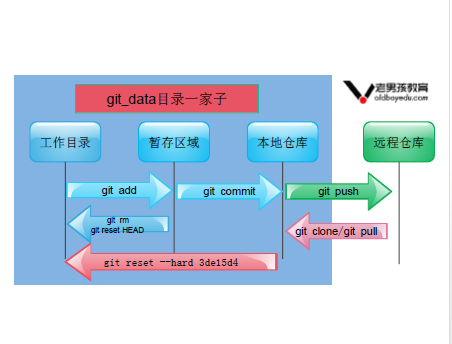 git_data目录一家子
老男孩教育
oldboyedu.com
工作目录
暂存区域
本地仓库
远程仓库
git add
git commit
git push
git rm
git reset HEAD
git clone/git pull
git reset --hard 3de15d4